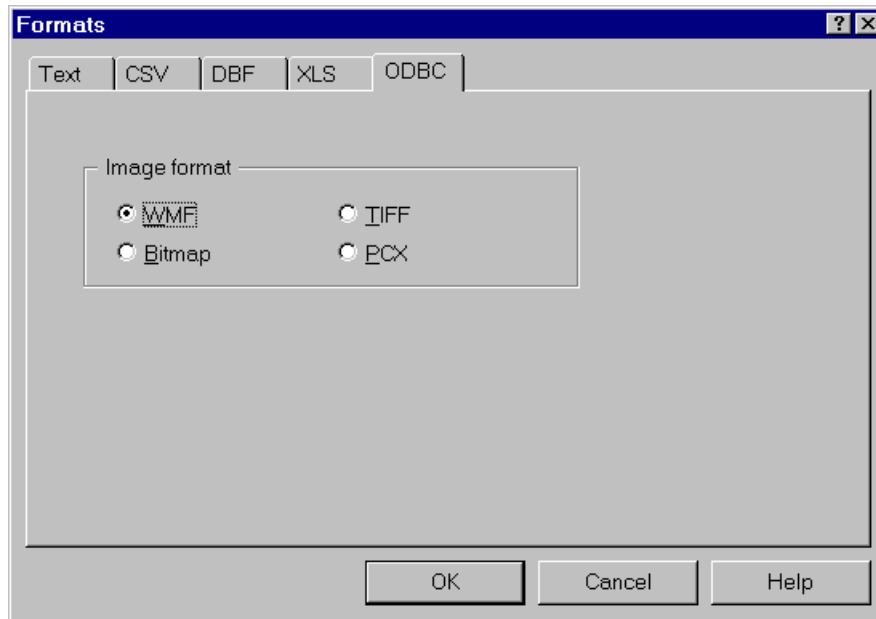 Formats
Text CSV DBF XLS ODBC
Image format
WMF TIFF
Bitmap PCX
OK Cancel Help